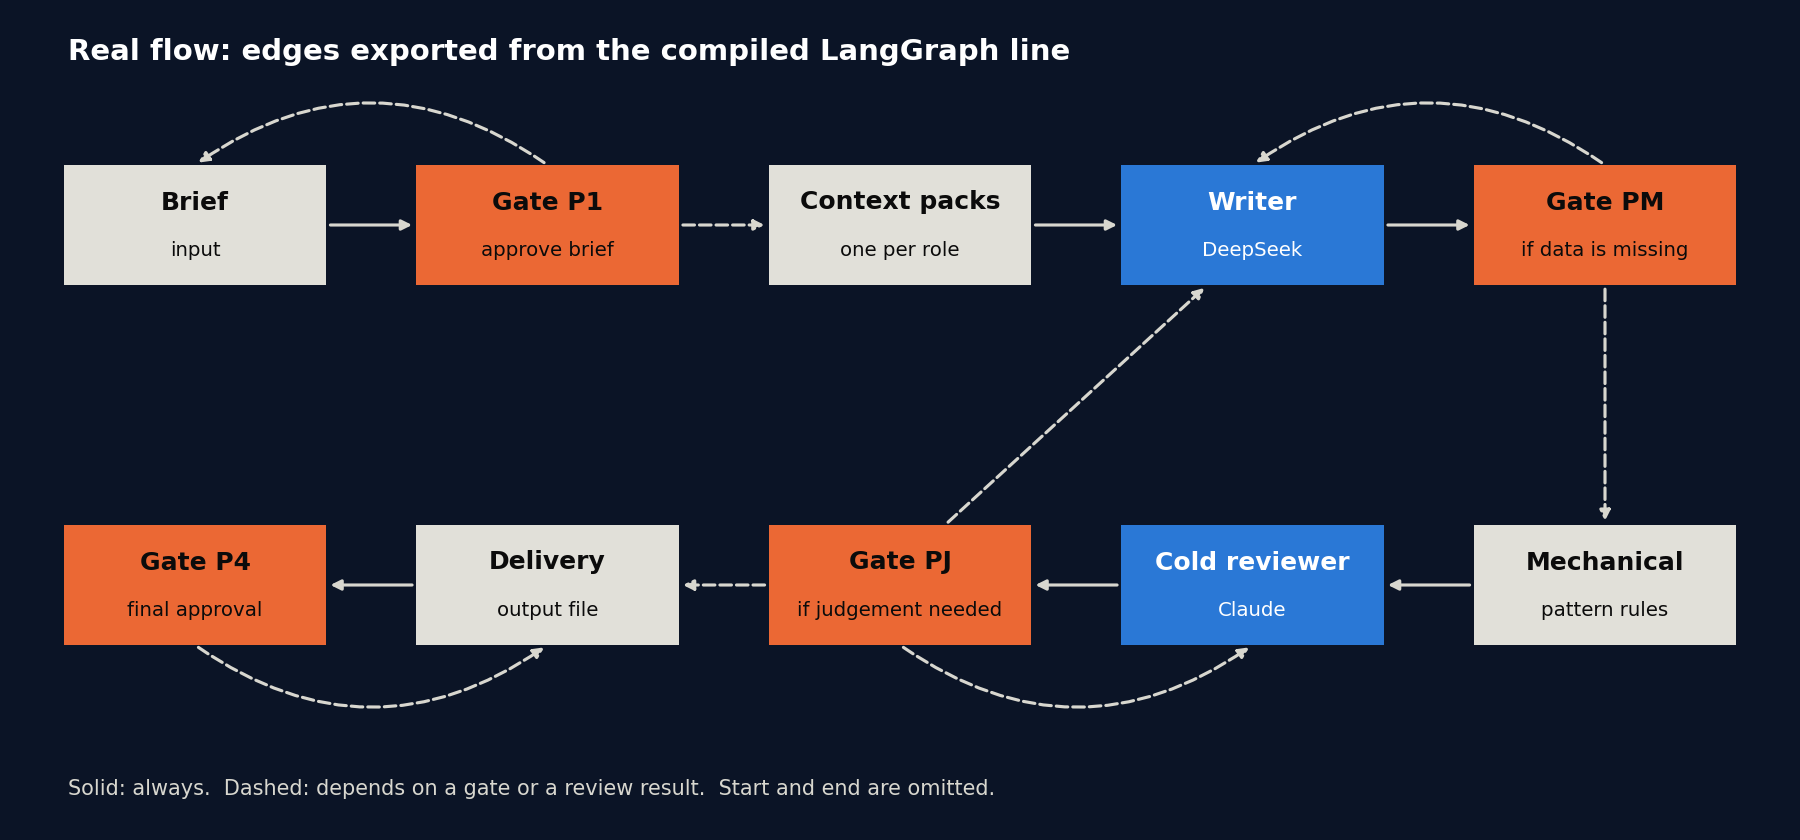 Real flow: edges exported from the compiled LangGraph line
Brief
input
Gate P1
approve brief
Context packs
one per role
Writer
DeepSeek
Gate PM
if data is missing
Gate P4
final approval
Delivery
output file
Gate PJ
if judgement needed
Cold reviewer
Claude
Mechanical
pattern rules
Solid: always.  Dashed: depends on a gate or a review result.  Start and end are omitted.